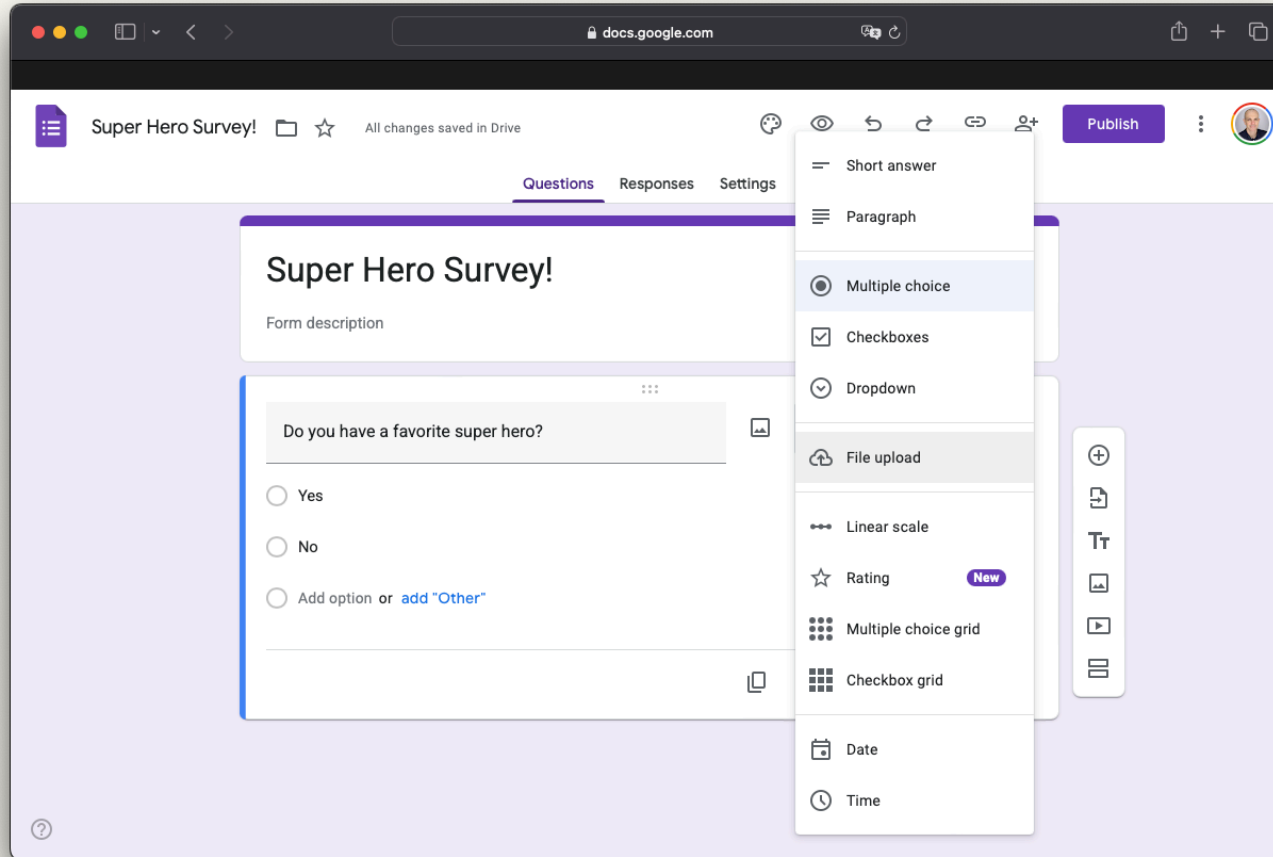 docs.google.com
Super Hero Survey!
All changes saved in Drive
Publish
Questions
Responses
Settings
Super Hero Survey!
Form description
Do you have a favorite super hero?
Yes
No
Add option or add "Other"
Short answer
Paragraph
Multiple choice
Checkboxes
Dropdown
File upload
Linear scale
Rating New
Multiple choice grid
Checkbox grid
Date
Time
Tт